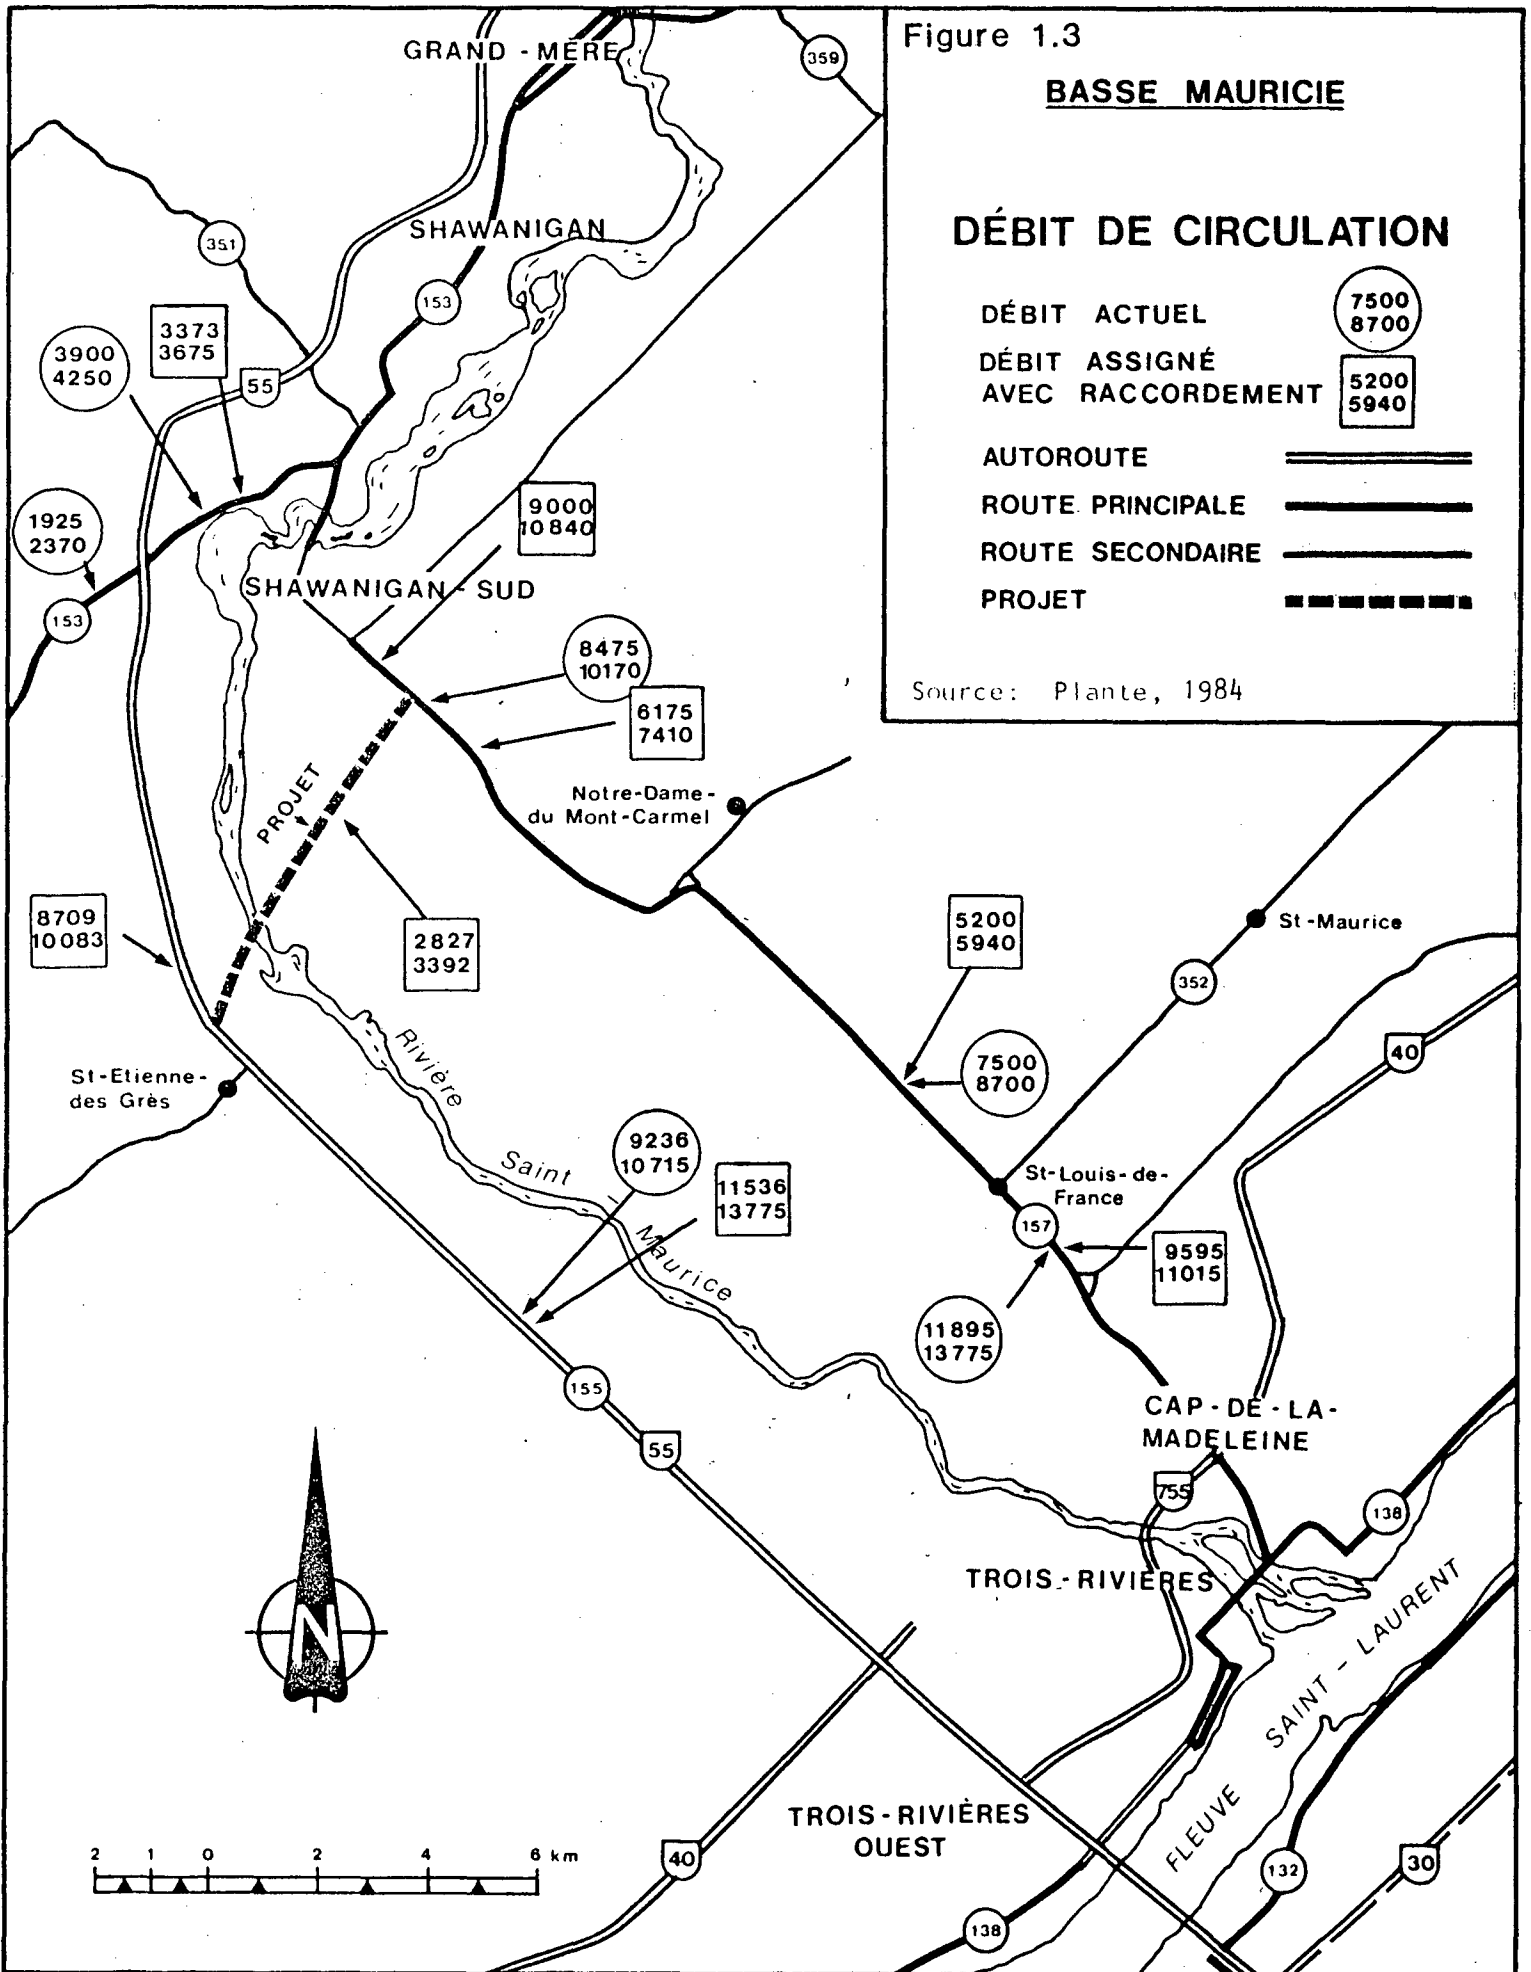 Figure 1.3
BASSE MAURICIE
DÉBIT DE CIRCULATION
DÉBIT ACTUEL
7500
8700
DÉBIT ASSIGNÉ
AVEC RACCORDEMENT
5200
5940
AUTOROUTE
ROUTE PRINCIPALE
ROUTE SECONDAIRE
PROJET
Source: Plante, 1984
GRAND-MÈRE
359
SHAWANIGAN
351
153
3373
3675
3900
4250
55
1925
2370
9000
10840
SHAWANIGAN-SUD
153
8475
10170
6175
7410
Notre-Dame-
du Mont-Carmel
PROJET
8709
10083
2827
3392
5200
5940
St-Maurice
352
40
7500
8700
Rivière
St-Etienne-
des Grès
9236
10715
Saint
11536
13775
St-Louis-de-
France
157
Maurice
9595
11015
11895
13775
155
CAP-DE-LA-
MADELEINE
55
755
138
TROIS-RIVIÈRES
N
FLEUVE SAINT-LAURENT
TROIS-RIVIÈRES
OUEST
2 1 0 2 4 6 km
40
132
30
138